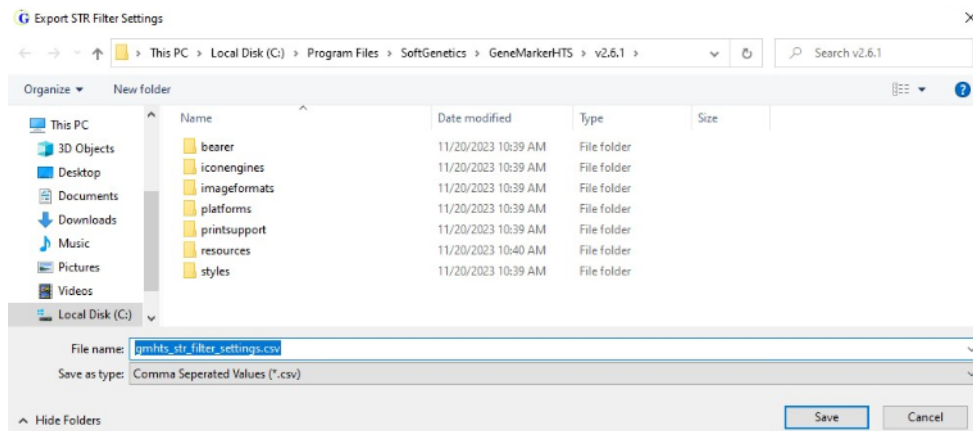 G Export STR Filter Settings
This PC > Local Disk (C:) > Program Files > SoftGenetics > GeneMarkerHTS > v2.6.1 >
Search v2.6.1
Organize New folder ?
This PC
3D Objects
Desktop
Documents
Downloads
Music
Pictures
Videos
Local Disk (C:)
Name Date modified Type Size
bearer 11/20/2023 10:39 AM File folder
iconengines 11/20/2023 10:39 AM File folder
imageformats 11/20/2023 10:39 AM File folder
platforms 11/20/2023 10:39 AM File folder
printsupport 11/20/2023 10:39 AM File folder
resources 11/20/2023 10:40 AM File folder
styles 11/20/2023 10:39 AM File folder
File name: gmhts_str_filter_settings.csv
Save as type: Comma Seperated Values (*.csv)
Hide Folders Save Cancel